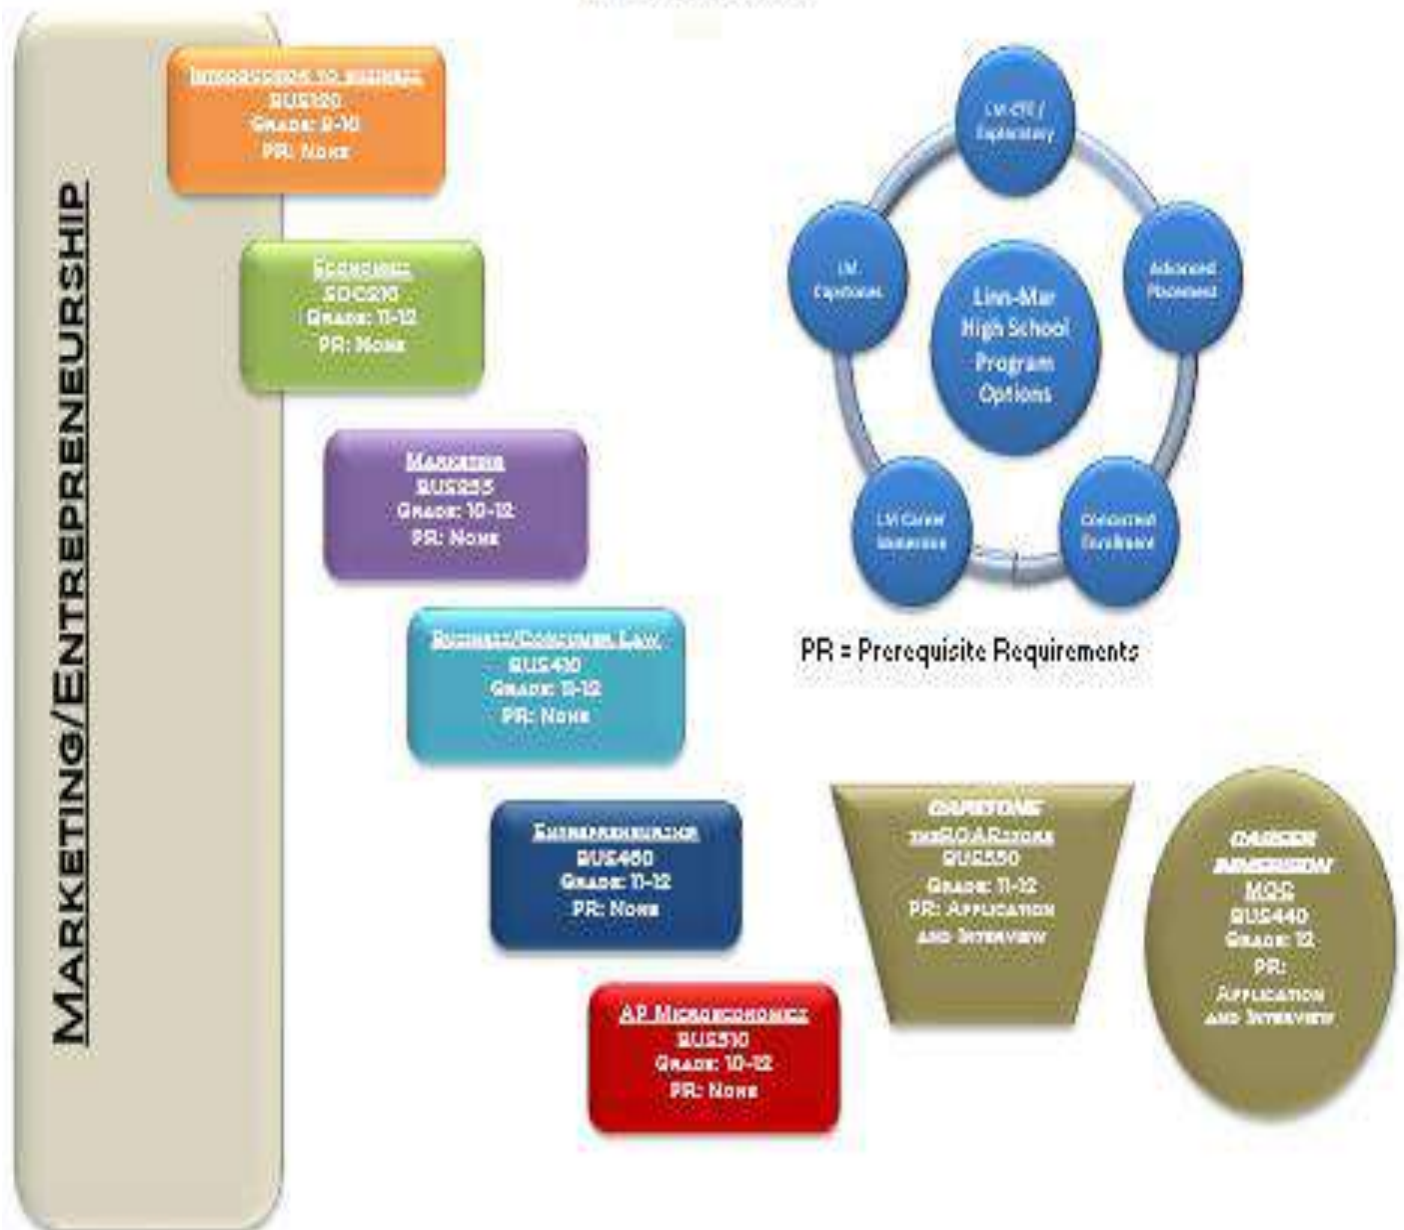 MARKETING/ENTREPRENEURSHIP
INTRODUCTION TO BUSINESS
BUS120
GRADE: 9-10
PR: NONE
ECONOMICS
SOC210
GRADE: 11-12
PR: NONE
MARKETING
BUS255
GRADE: 10-12
PR: NONE
BUSINESS/CONSUMER LAW
BUS410
GRADE: 11-12
PR: NONE
ENTREPRENEURSHIP
BUS460
GRADE: 11-12
PR: NONE
AP MICROECONOMICS
BUS510
GRADE: 10-12
PR: NONE
LM
Exploratory
Advanced
Placement
Concurrent
Enrollment
LM Career
Immersion
LM
Capstones
Linn-Mar
High School
Program
Options
PR = Prerequisite Requirements
CAPSTONE
THEROARSTORE
BUS550
GRADE: 11-12
PR: APPLICATION
AND INTERVIEW
CAREER
IMMERSION
MOC
BUS440
GRADE: 12
PR:
APPLICATION
AND INTERVIEW